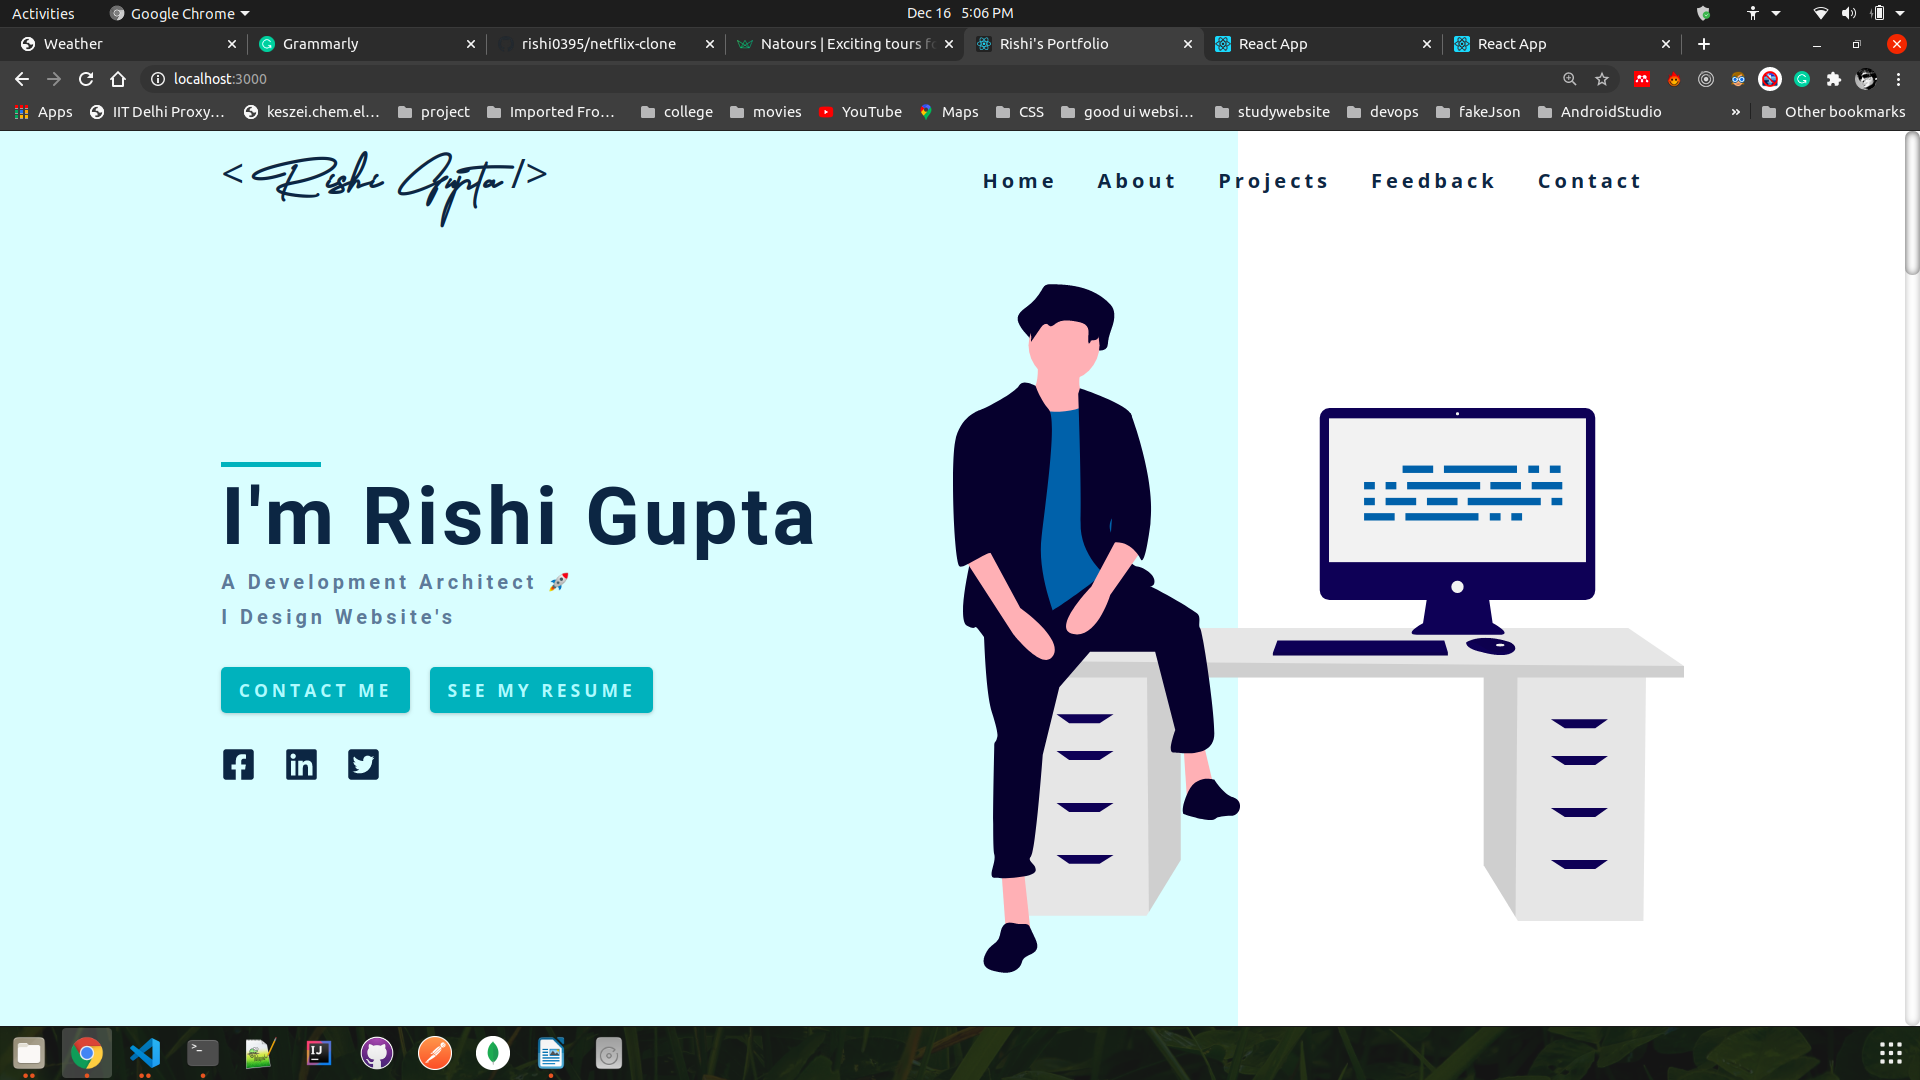 Activities Google Chrome Dec 16 5:06 PM
Weather Grammarly rishi0395/netflix-clone Natours | Exciting tours fo Rishi's Portfolio React App React App
localhost:3000
Apps IIT Delhi Proxy... keszei.chem.el... project Imported Fro... college movies YouTube Maps CSS good ui websi... studywebsite devops fakeJson AndroidStudio » Other bookmarks
< Rishi Gupta />
Home About Projects Feedback Contact
I'm Rishi Gupta
A Development Architect 🚀
I Design Website's
CONTACT ME SEE MY RESUME